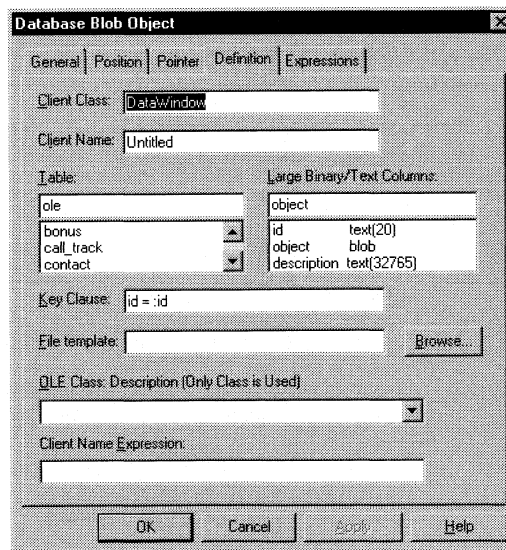 Database Blob Object
General Position Pointer Definition Expressions
Client Class: DataWindow
Client Name: Untitled
Table: Large Binary/Text Columns:
ole object
bonus id text(20)
call_track object blob
contact description text(32765)
Key Clause: id = :id
File template: Browse...
OLE Class: Description (Only Class is Used)
Client Name Expression:
OK Cancel Apply Help